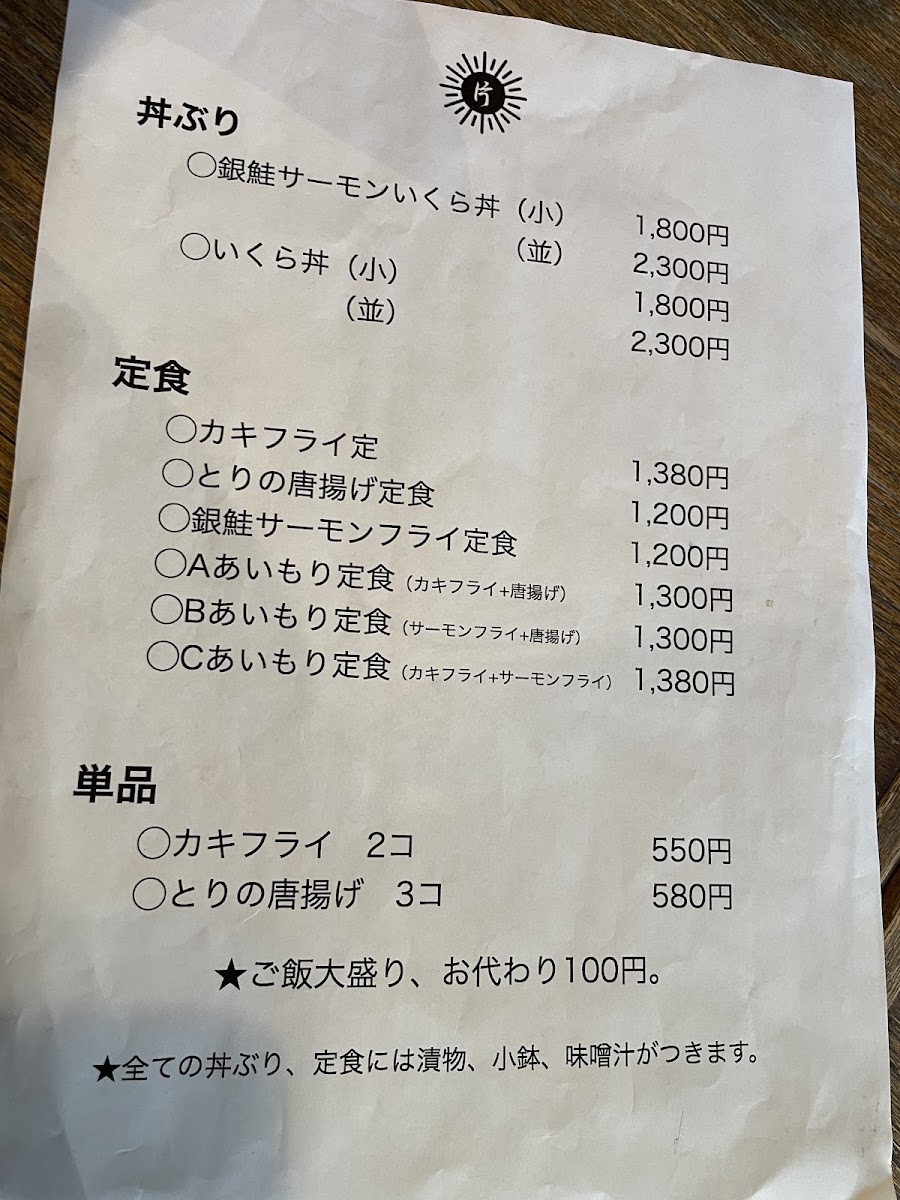 片
丼ぶり
◯銀鮭サーモンいくら丼（小） 1,800円
（並） 2,300円
◯いくら丼（小） 1,800円
（並） 2,300円
定食
◯カキフライ定 1,380円
◯とりの唐揚げ定食 1,200円
◯銀鮭サーモンフライ定食 1,200円
◯Aあいもり定食（カキフライ+唐揚げ） 1,300円
◯Bあいもり定食（サーモンフライ+唐揚げ） 1,300円
◯Cあいもり定食（カキフライ+サーモンフライ） 1,380円
単品
◯カキフライ　2コ 550円
◯とりの唐揚げ　3コ 580円
★ご飯大盛り、お代わり100円。
★全ての丼ぶり、定食には漬物、小鉢、味噌汁がつきます。